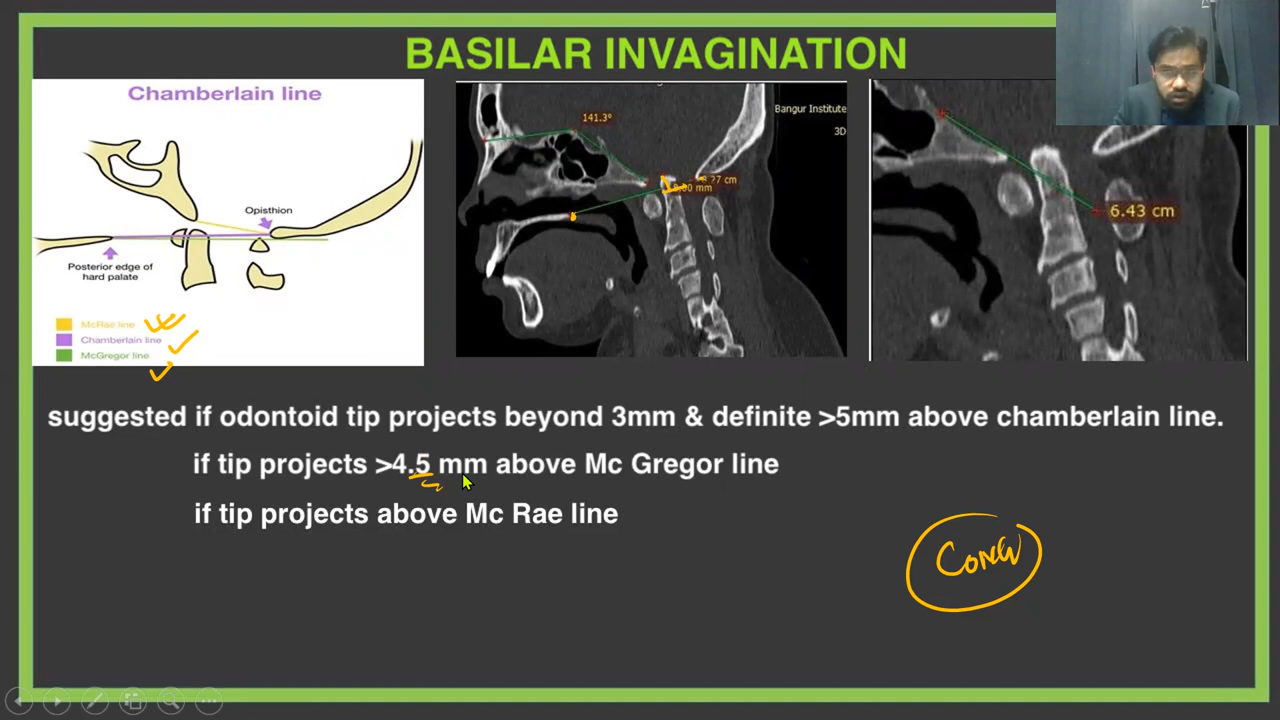 BASILAR INVAGINATION
Chamberlain line
Opisthion
Posterior edge of
hard palate
McRae line
Chamberlain line
McGregor line
141.3°
Bangur Institute
3D
6.43 cm
suggested if odontoid tip projects beyond 3mm & definite >5mm above chamberlain line.
if tip projects >4.5 mm above Mc Gregor line
if tip projects above Mc Rae line